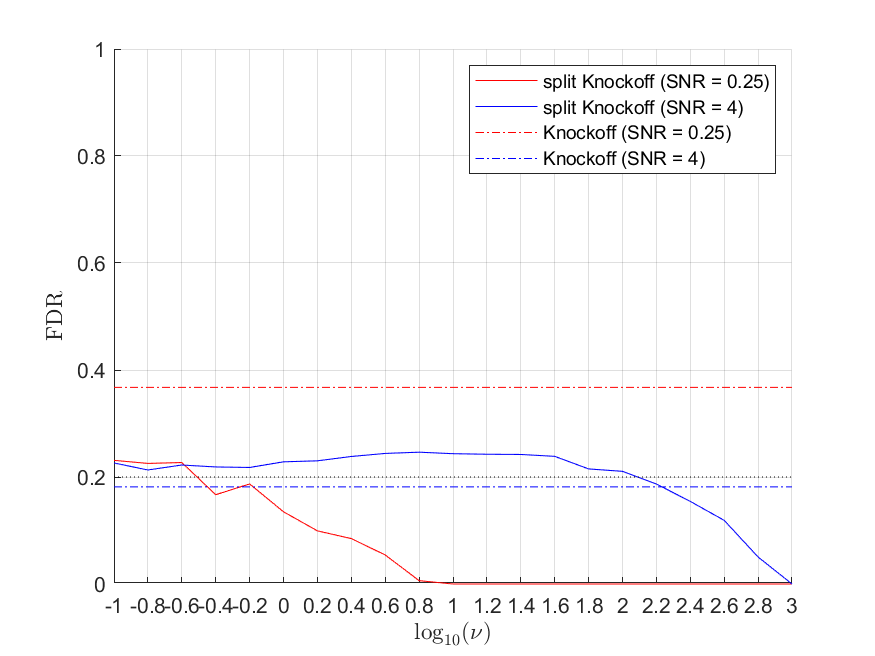 1
0.8
0.6
0.4
0.2
0
FDR
split Knockoff (SNR = 0.25)
split Knockoff (SNR = 4)
Knockoff (SNR = 0.25)
Knockoff (SNR = 4)
-1 -0.8 -0.6 -0.4 -0.2 0 0.2 0.4 0.6 0.8 1 1.2 1.4 1.6 1.8 2 2.2 2.4 2.6 2.8 3
log₁₀(ν)